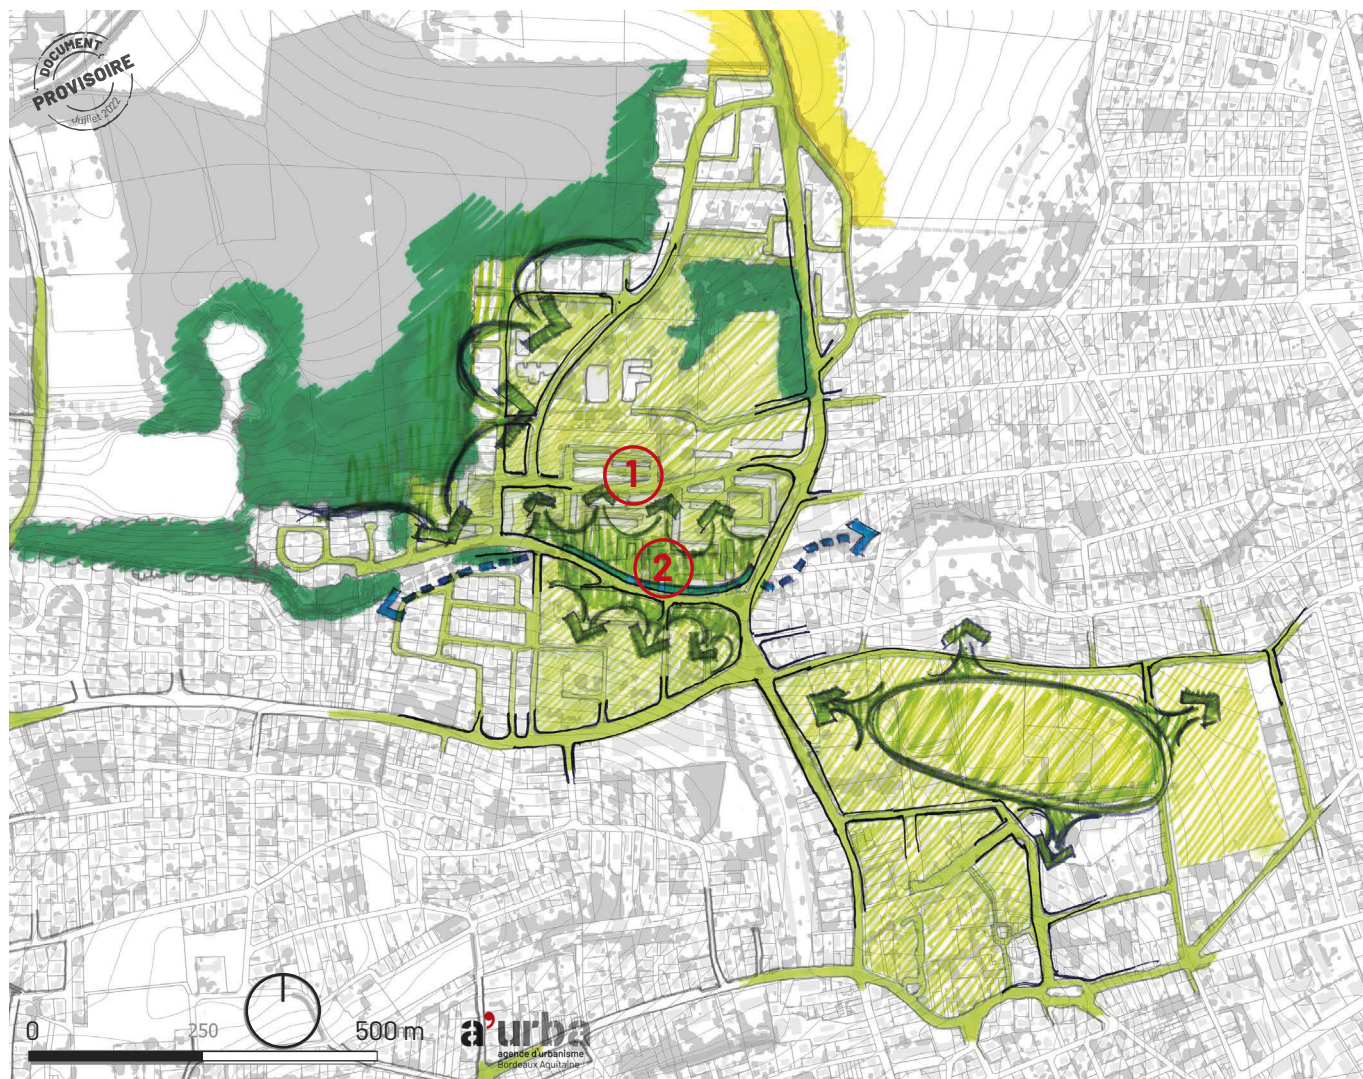 DOCUMENT
PROVISOIRE
Juillet 2022
1
2
0 250 500 m
a'urba
agence d'urbanisme
Bordeaux Aquitaine